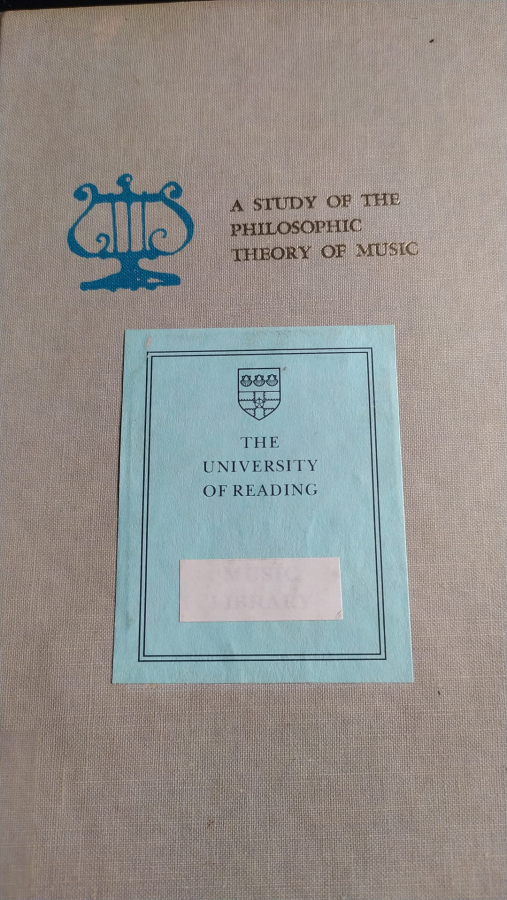 A STUDY OF THE
PHILOSOPHIC
THEORY OF MUSIC
THE
UNIVERSITY
OF READING
MUSIC
LIBRARY